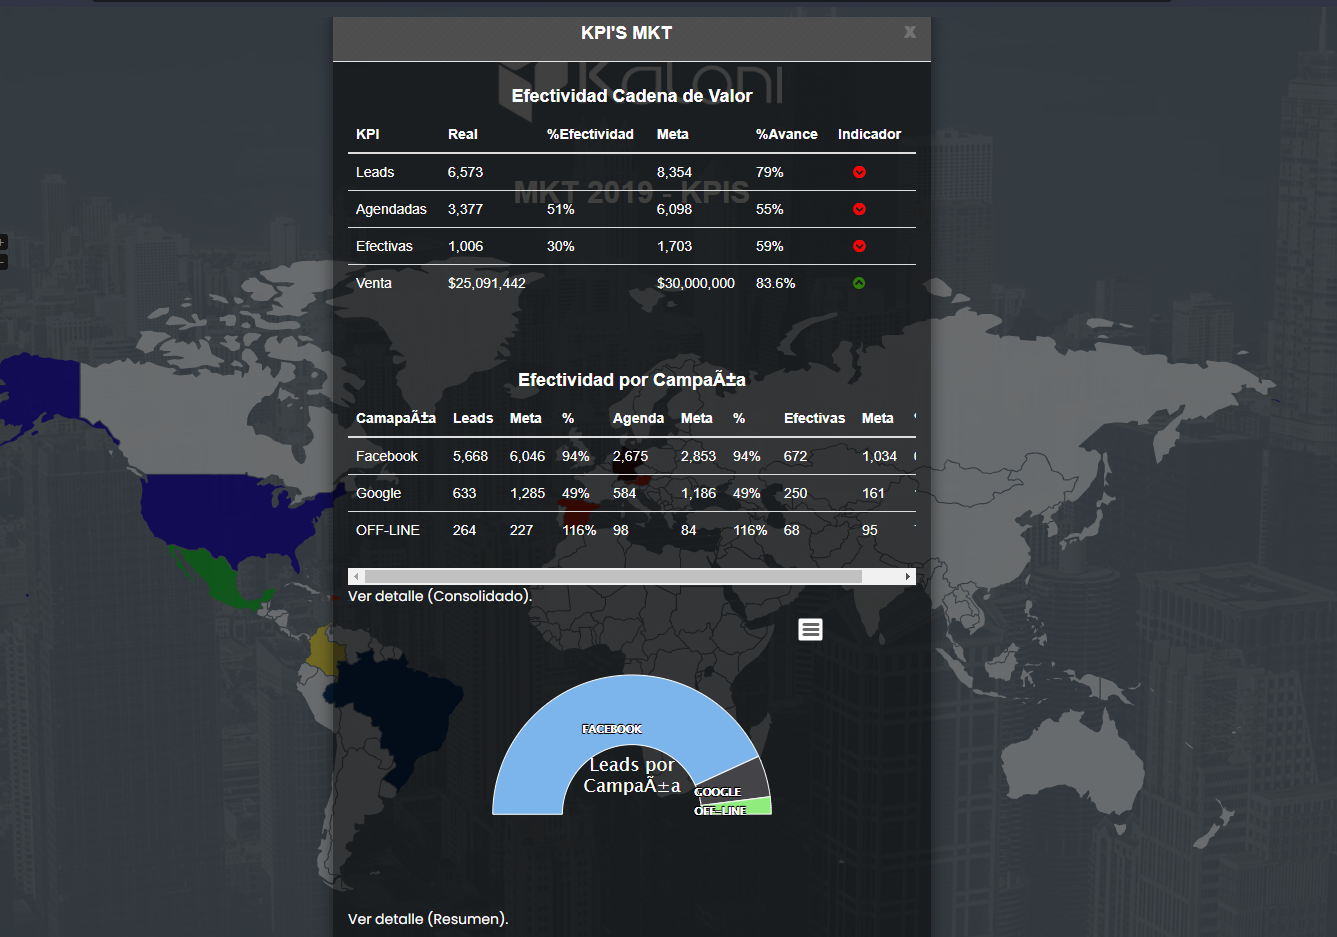 KPI'S MKT
X
Kaloni
Efectividad Cadena de Valor
KPI Real %Efectividad Meta %Avance Indicador
Leads 6,573 8,354 79%
MKT 2019 - KPIS
Agendadas 3,377 51% 6,098 55%
Efectivas 1,006 30% 1,703 59%
Venta $25,091,442 $30,000,000 83.6%
Efectividad por CampaÃ±a
CamapaÃ±a Leads Meta % Agenda Meta % Efectivas Meta
Facebook 5,668 6,046 94% 2,675 2,853 94% 672 1,034
Google 633 1,285 49% 584 1,186 49% 250 161
OFF-LINE 264 227 116% 98 84 116% 68 95
Ver detalle (Consolidado).
FACEBOOK
Leads por
CampaÃ±a
GOOGLE
OFF-LINE
Ver detalle (Resumen).